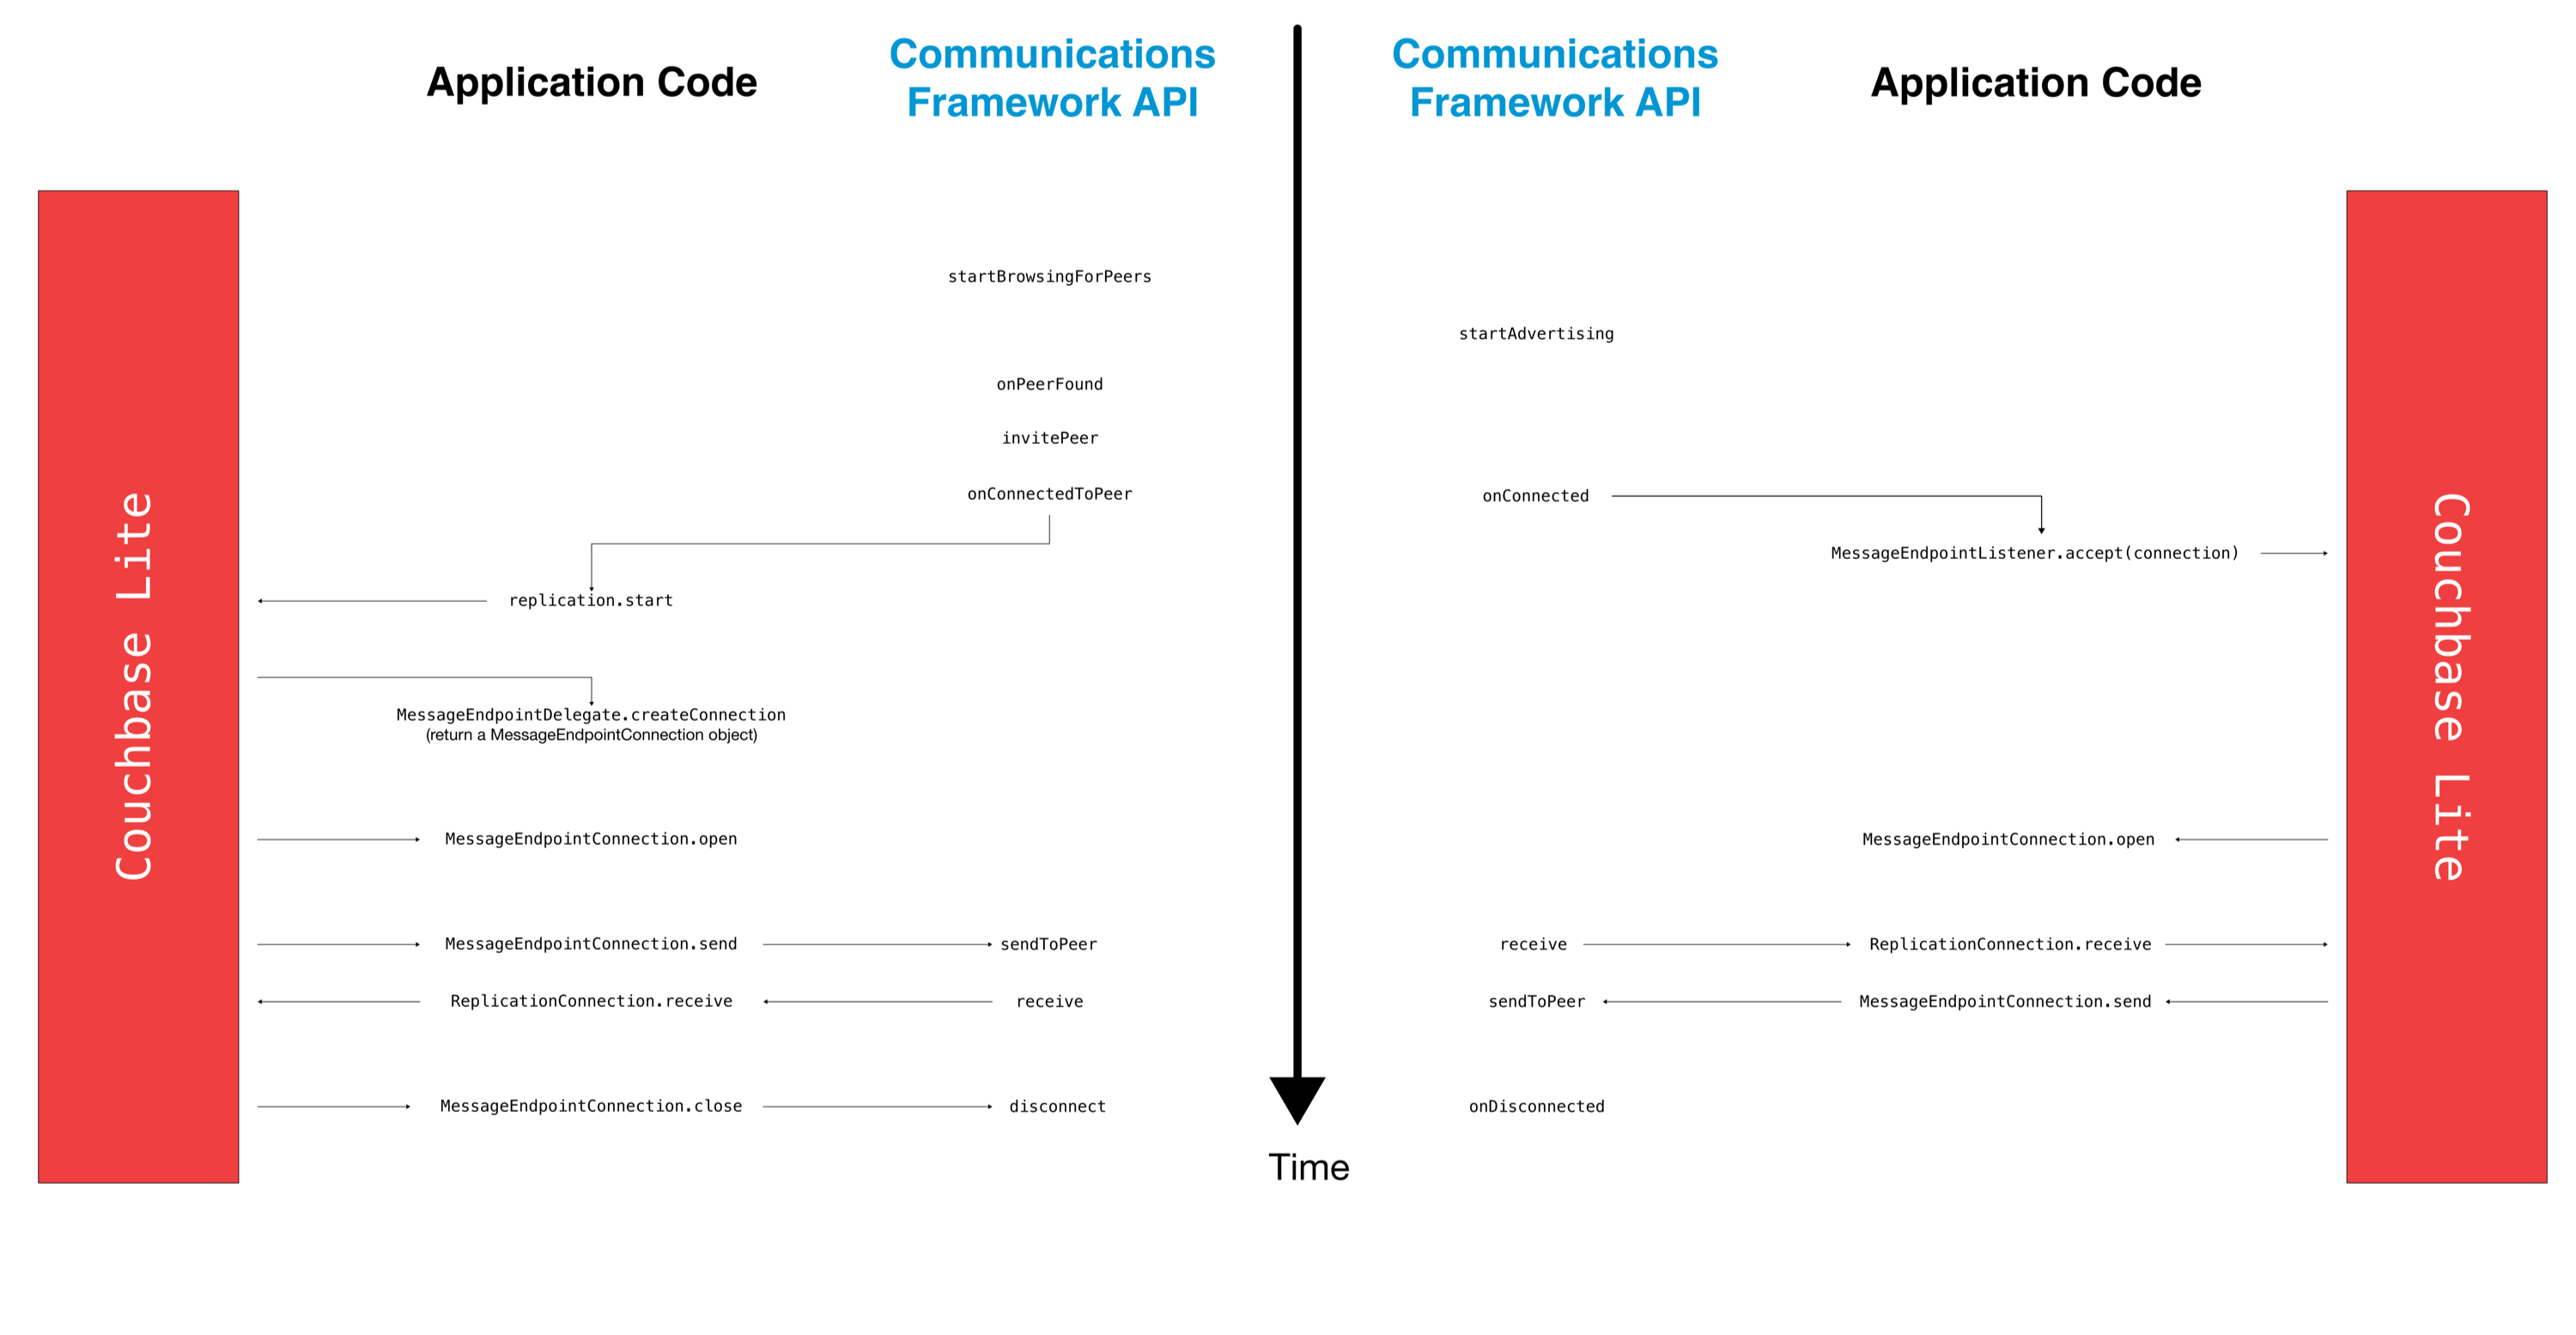 Application Code
Communications
Framework API
Communications
Framework API
Application Code
Couchbase Lite
startBrowsingForPeers
startAdvertising
onPeerFound
invitePeer
onConnectedToPeer
onConnected
MessageEndpointListener.accept(connection)
replication.start
MessageEndpointDelegate.createConnection
(return a MessageEndpointConnection object)
MessageEndpointConnection.open
MessageEndpointConnection.open
MessageEndpointConnection.send
sendToPeer
receive
ReplicationConnection.receive
ReplicationConnection.receive
receive
sendToPeer
MessageEndpointConnection.send
MessageEndpointConnection.close
disconnect
onDisconnected
Time
Couchbase Lite